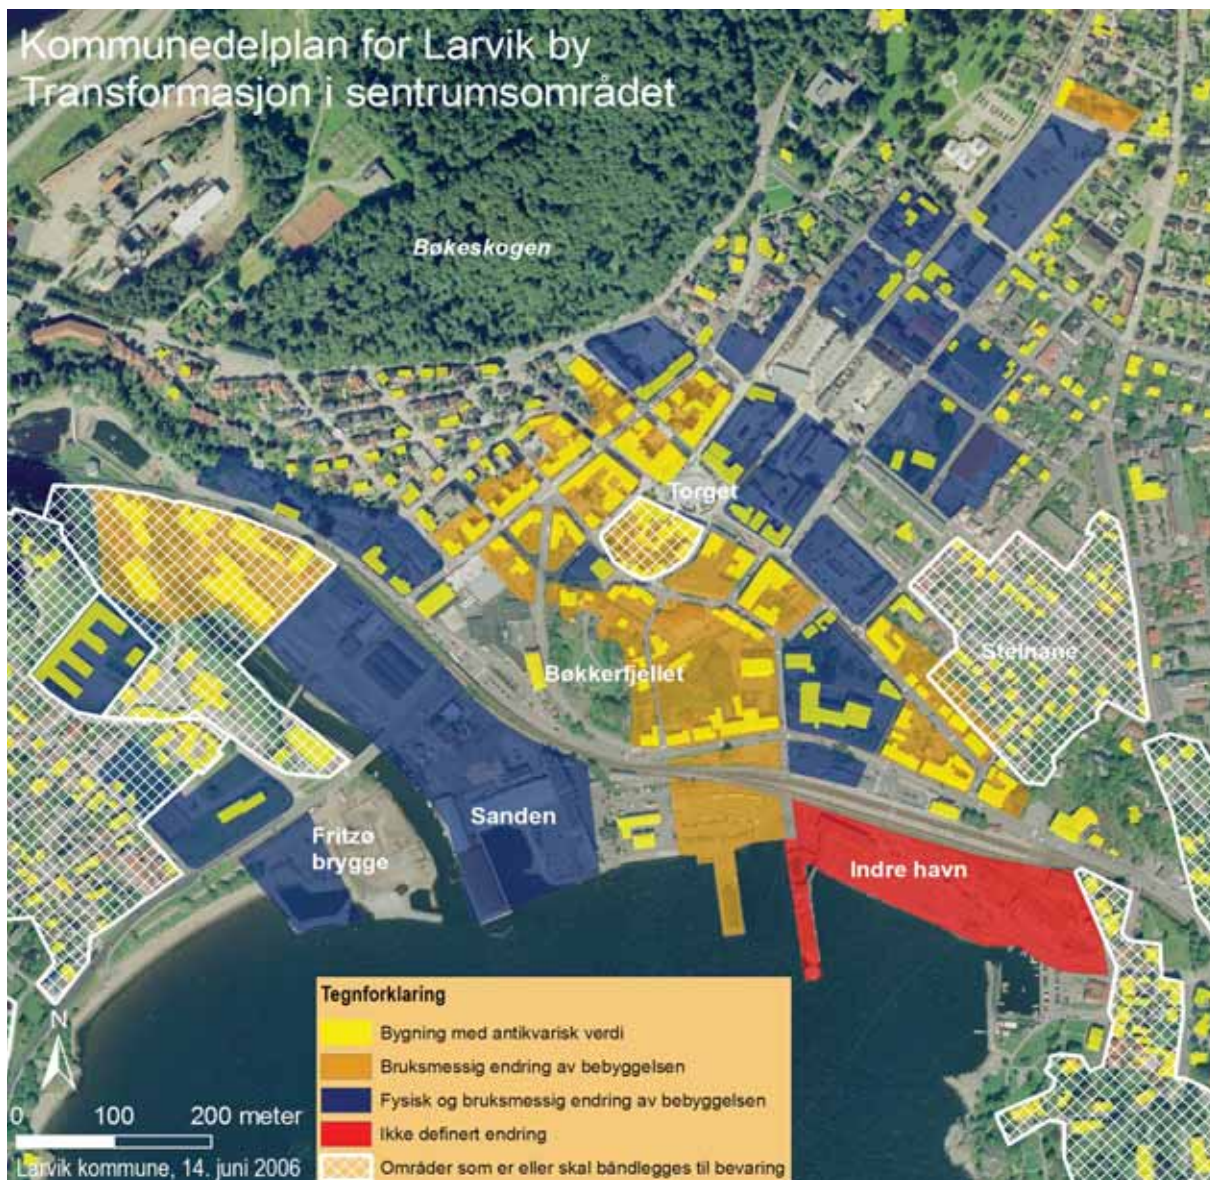 Kommunedelplan for Larvik by
Transformasjon i sentrumsområdet
Bøkeskogen
Torget
Steinane
Bøkkerfjellet
Sanden
Fritzø
brygge
Indre havn
Tegnforklaring
Bygning med antikvarisk verdi
Bruksmessig endring av bebyggelsen
Fysisk og bruksmessig endring av bebyggelsen
Ikke definert endring
Områder som er eller skal båndlegges til bevaring
N
0 100 200 meter
Larvik kommune, 14. juni 2006